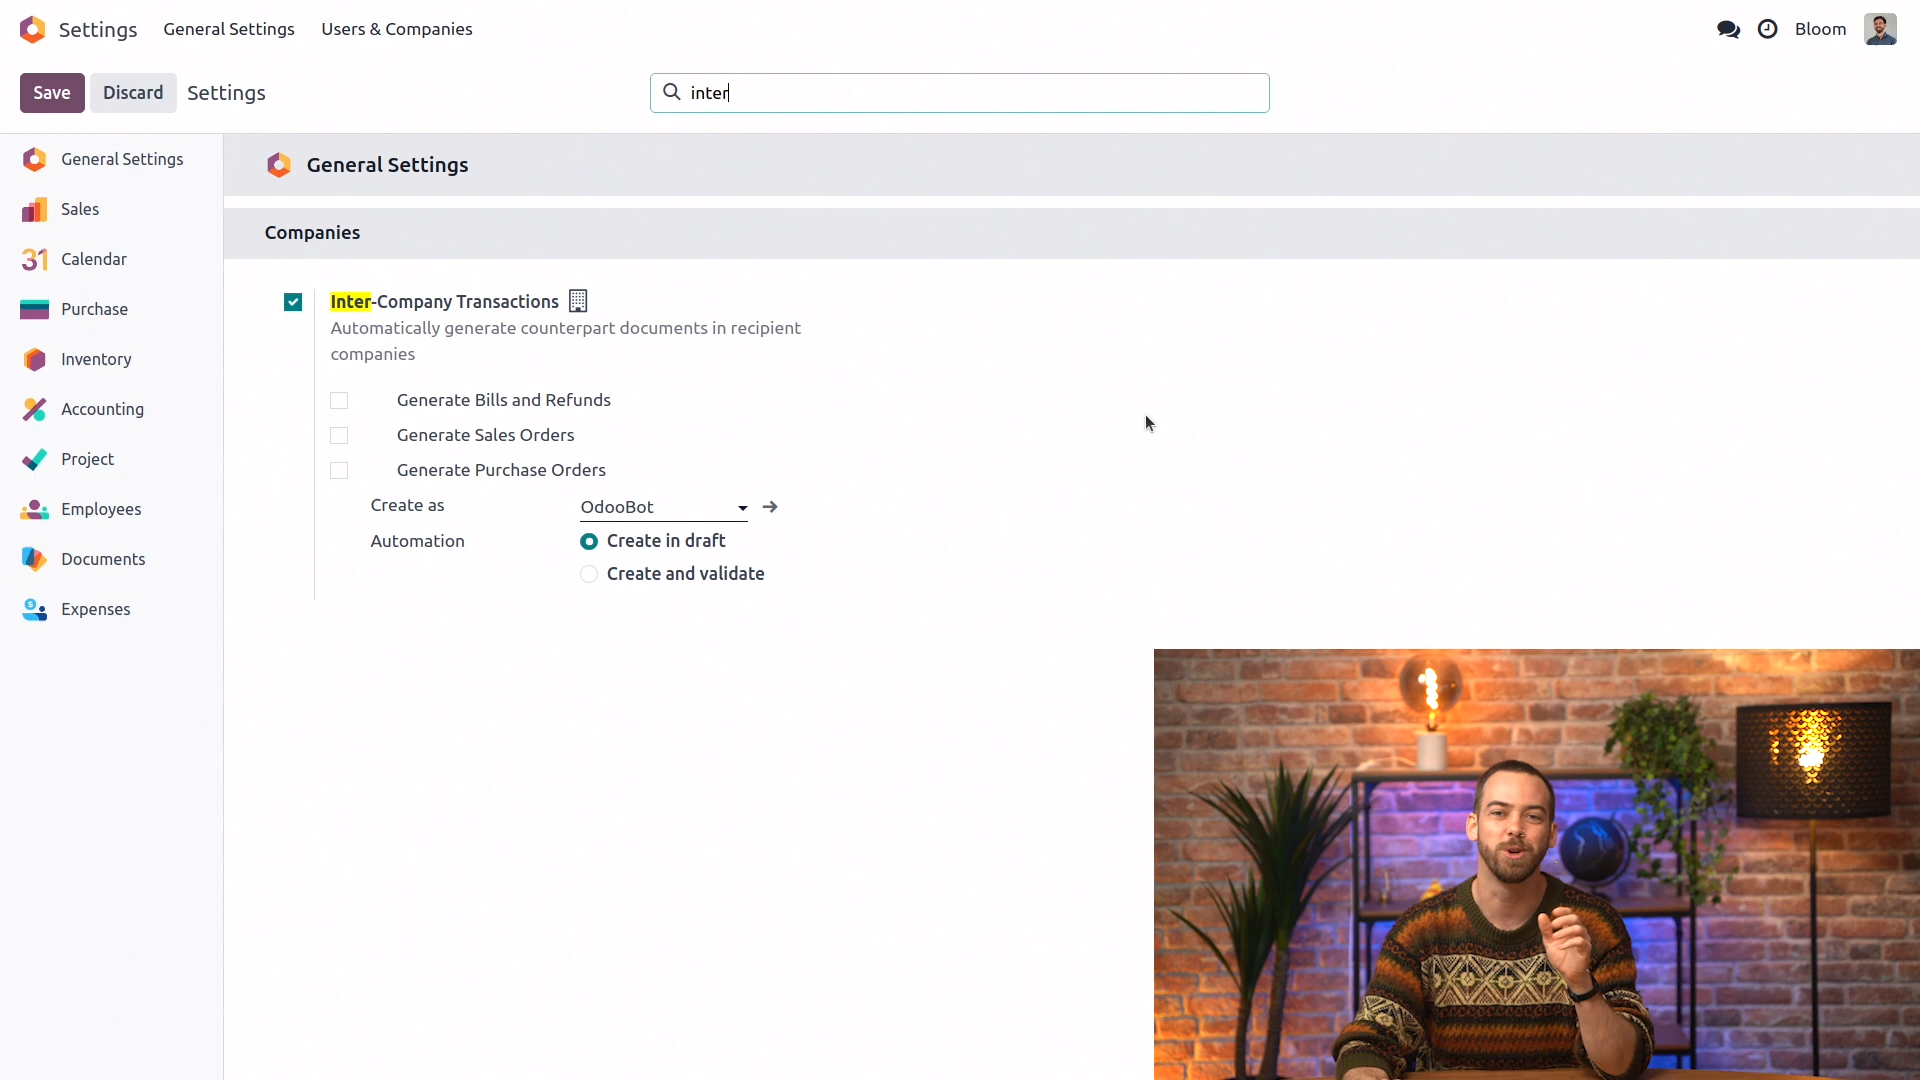 Settings General Settings Users & Companies Bloom
Save Discard Settings inter
General Settings
Sales
31 Calendar
Purchase
Inventory
Accounting
Project
Employees
Documents
$ Expenses
General Settings
Companies
Inter-Company Transactions
Automatically generate counterpart documents in recipient
companies
Generate Bills and Refunds
Generate Sales Orders
Generate Purchase Orders
Create as OdooBot
Automation Create in draft
Create and validate